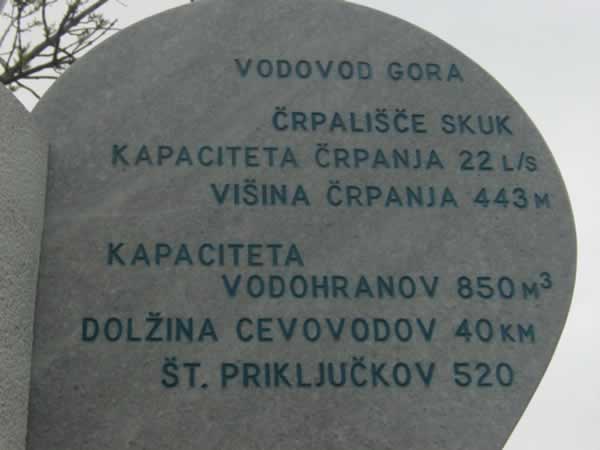 VODOVOD GORA
ČRPALIŠČE SKUK
KAPACITETA ČRPANJA 22 L/S
VIŠINA ČRPANJA 443 M
KAPACITETA
VODOHRANOV 850 M³
DOLŽINA CEVOVODOV 40 KM
ŠT. PRIKLJUČKOV 520